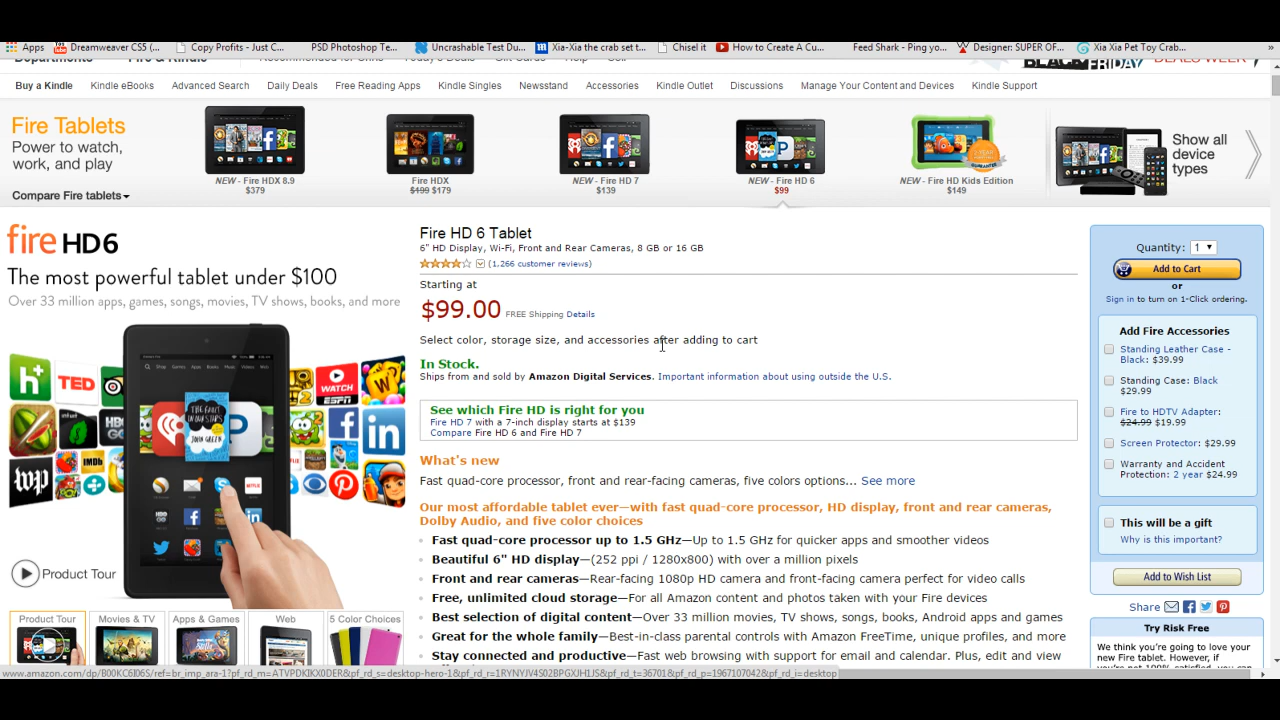 Apps
Dreamweaver CS5 (...
Copy Profits - Just C...
PSD Photoshop Te...
Uncrashable Test Du...
Xia-Xia the crab set t...
Chisel it
How to Create A Cu...
Feed Shark - Ping yo...
Designer: SUPER OF...
Xia Xia Pet Toy Crab...
»
BLACK FRIDAY
DEALS WEEK
Buy a Kindle
Kindle eBooks
Advanced Search
Daily Deals
Free Reading Apps
Kindle Singles
Newsstand
Accessories
Kindle Outlet
Discussions
Manage Your Content and Devices
Kindle Support
Fire Tablets
Power to watch,
work, and play
Compare Fire tablets
NEW - Fire HDX 8.9
$379
Fire HDX
$199 $179
NEW - Fire HD 7
$139
NEW - Fire HD 6
$99
NEW - Fire HD Kids Edition
$149
Show all
device
types
fire HD6
The most powerful tablet under $100
Over 33 million apps, games, songs, movies, TV shows, books, and more
TED
HBO
IMDb
wp
WATCH
ESPN
in
THE FAULT
IN OUR
STARS
JOHN GREEN
Product Tour
Product Tour
Movies & TV
Apps & Games
Web
5 Color Choices
Fire HD 6 Tablet
6" HD Display, Wi-Fi, Front and Rear Cameras, 8 GB or 16 GB
(1,266 customer reviews)
Starting at
$99.00 FREE Shipping Details
Select color, storage size, and accessories after adding to cart
In Stock.
Ships from and sold by Amazon Digital Services. Important information about using outside the U.S.
See which Fire HD is right for you
Fire HD 7 with a 7-inch display starts at $139
Compare Fire HD 6 and Fire HD 7
What's new
Fast quad-core processor, front and rear-facing cameras, five colors options... See more
Our most affordable tablet ever—with fast quad-core processor, HD display, front and rear cameras,
Dolby Audio, and five color choices
Fast quad-core processor up to 1.5 GHz—Up to 1.5 GHz for quicker apps and smoother videos
Beautiful 6" HD display—(252 ppi / 1280x800) with over a million pixels
Front and rear cameras—Rear-facing 1080p HD camera and front-facing camera perfect for video calls
Free, unlimited cloud storage—For all Amazon content and photos taken with your Fire devices
Best selection of digital content—Over 33 million movies, TV shows, songs, books, Android apps and games
Great for the whole family—Best-in-class parental controls with Amazon FreeTime, unique profiles, and more
Stay connected and productive—Fast web browsing with support for email and calendar. Plus, edit and view
Quantity: 1
Add to Cart
or
Sign in to turn on 1-Click ordering.
Add Fire Accessories
Standing Leather Case -
Black: $39.99
Standing Case: Black
$29.99
Fire to HDTV Adapter:
$24.99 $19.99
Screen Protector: $29.99
Warranty and Accident
Protection: 2 year $24.99
This will be a gift
Why is this important?
Add to Wish List
Share
Try Risk Free
We think you're going to love your
new Fire tablet. However, if